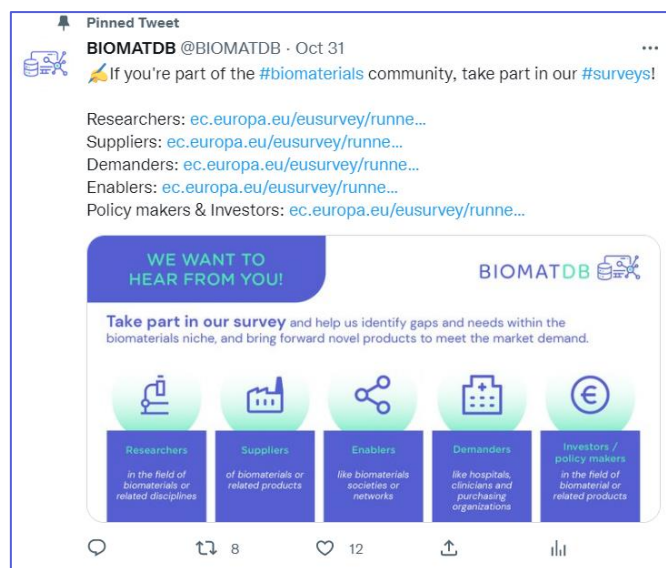 Pinned Tweet
BIOMATDB @BIOMATDB · Oct 31
✍If you're part of the #biomaterials community, take part in our #surveys!
Researchers: ec.europa.eu/eusurvey/runne...
Suppliers: ec.europa.eu/eusurvey/runne...
Demanders: ec.europa.eu/eusurvey/runne...
Enablers: ec.europa.eu/eusurvey/runne...
Policy makers & Investors: ec.europa.eu/eusurvey/runne...
WE WANT TO
HEAR FROM YOU!
BIOMATDB
Take part in our survey and help us identify gaps and needs within the
biomaterials niche, and bring forward novel products to meet the market demand.
Researchers
in the field of
biomaterials or
related disciplines
Suppliers
of biomaterials or
related products
Enablers
like biomaterials
societies or
networks
Demanders
like hospitals,
clinicians and
purchasing
organizations
Investors /
policy makers
in the field of
biomaterial or
related products
8
12